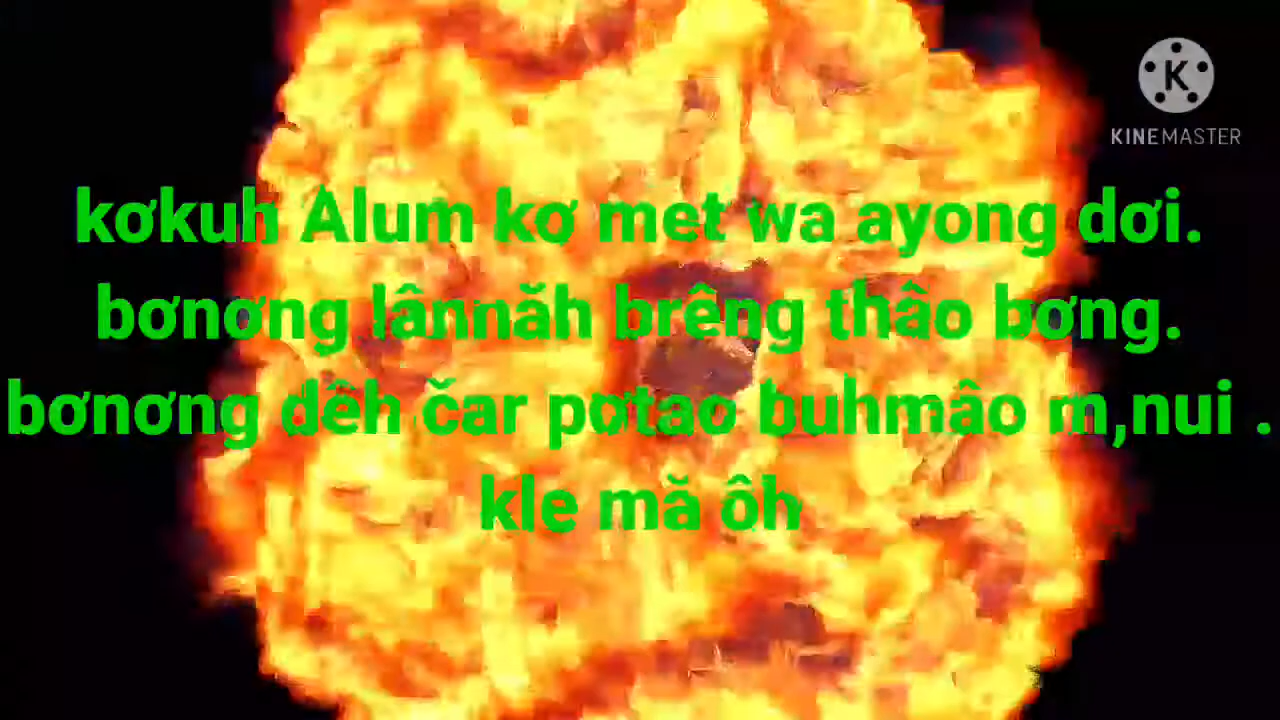 KINEMASTER
kơkuh Alum kơ met wa ayong dơi.
bơnơng lânnăh brêng thâo bơng.
bơnơng dêh čar pơtao buhmâo m,nui .
kle mă ôh